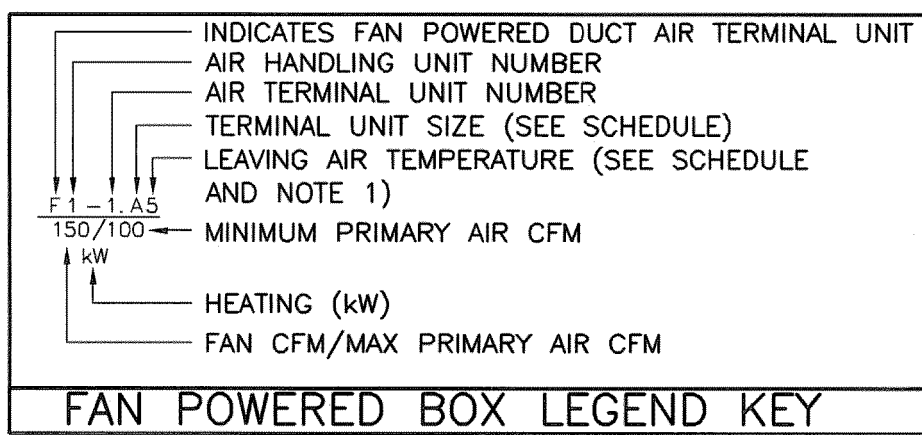 INDICATES FAN POWERED DUCT AIR TERMINAL UNIT
AIR HANDLING UNIT NUMBER
AIR TERMINAL UNIT NUMBER
TERMINAL UNIT SIZE (SEE SCHEDULE)
LEAVING AIR TEMPERATURE (SEE SCHEDULE
AND NOTE 1)
F1-1.A5
150/100
MINIMUM PRIMARY AIR CFM
kW
HEATING (kW)
FAN CFM/MAX PRIMARY AIR CFM
FAN POWERED BOX LEGEND KEY